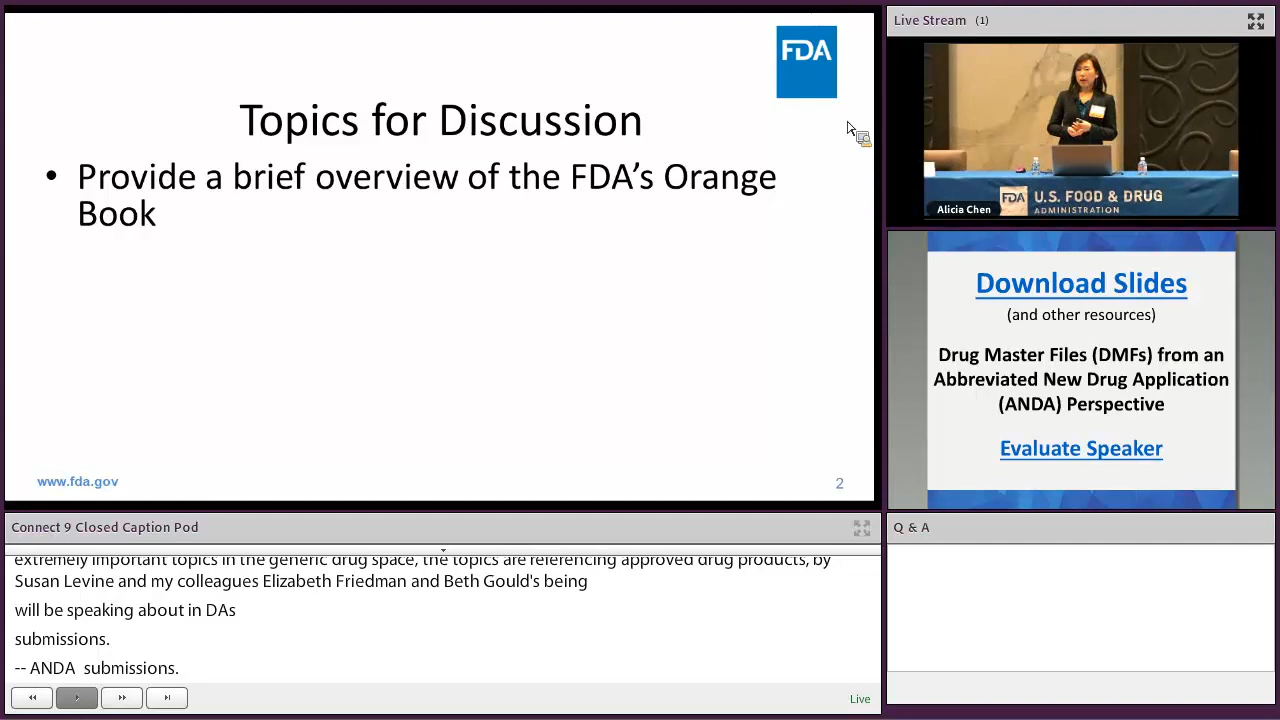 FDA
Topics for Discussion
• Provide a brief overview of the FDA's Orange
Book
www.fda.gov
2
Live Stream (1)
Alicia Chen
FDA U.S. FOOD & DRUG
ADMINISTRATION
Download Slides
(and other resources)
Drug Master Files (DMFs) from an
Abbreviated New Drug Application
(ANDA) Perspective
Evaluate Speaker
Connect 9 Closed Caption Pod
extremely important topics in the generic drug space, the topics are referencing approved drug products, by
Susan Levine and my colleagues Elizabeth Friedman and Beth Gould's being
will be speaking about in DAs
submissions.
-- ANDA submissions.
Live
Q & A